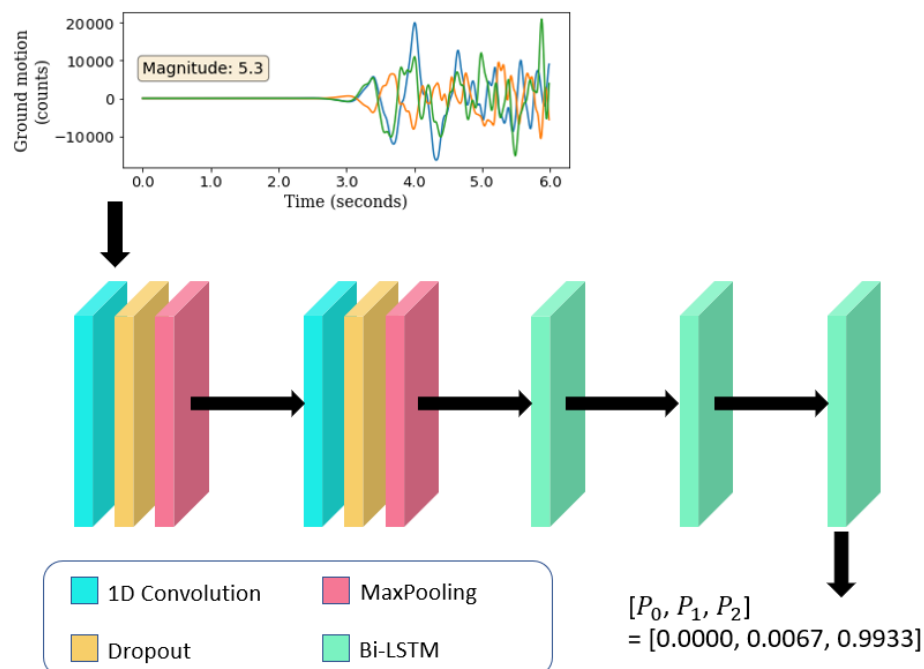 Ground motion
(counts)
20000
10000
0
−10000
Magnitude: 5.3
0.0 1.0 2.0 3.0 4.0 5.0 6.0
Time (seconds)
1D Convolution
MaxPooling
Dropout
Bi-LSTM
[P₀, P₁, P₂]
= [0.0000, 0.0067, 0.9933]